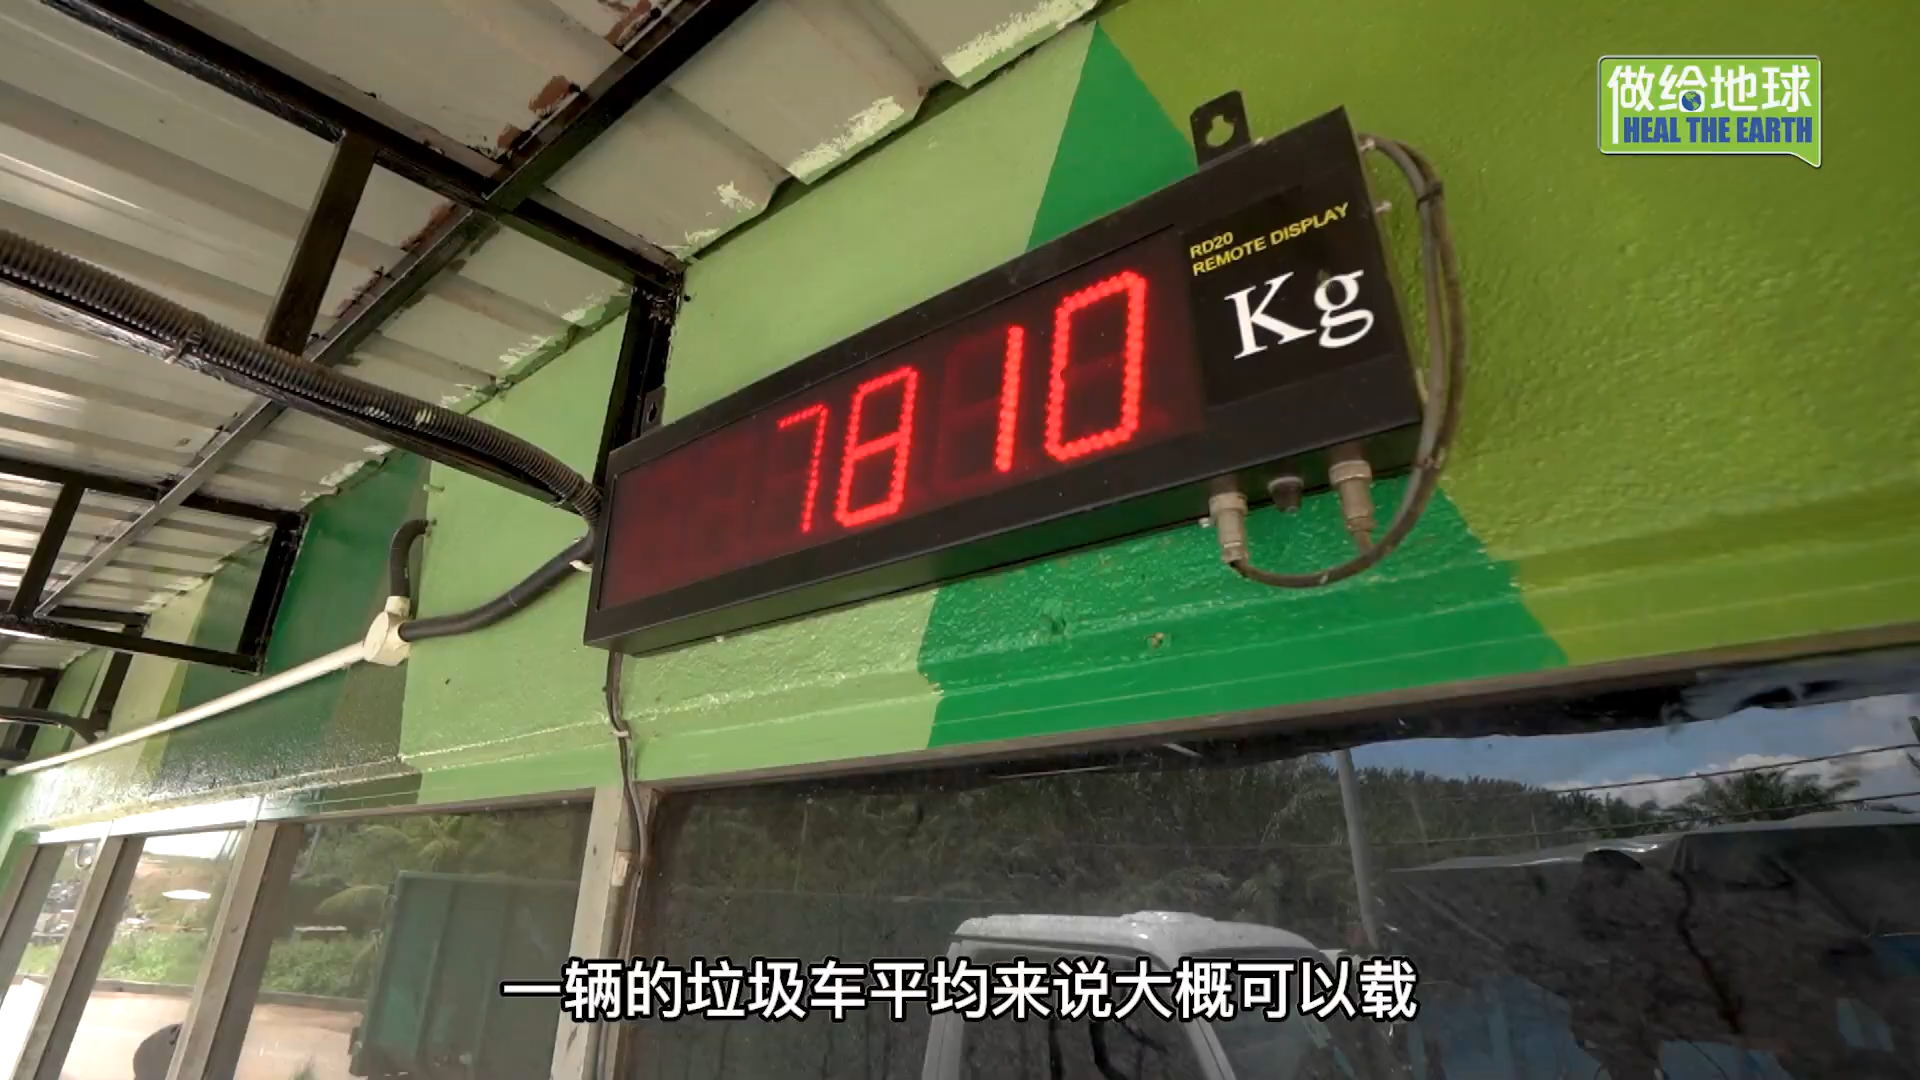 做给地球
HEAL THE EARTH
RD20
REMOTE DISPLAY
7810
Kg
一辆的垃圾车平均来说大概可以载